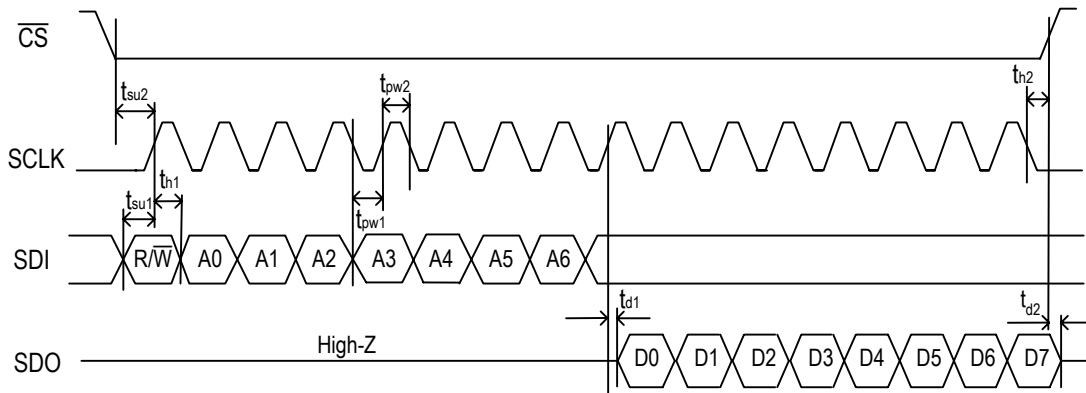 CS
tsu2
tpw2
th2
SCLK
tsu1
th1
tpw1
SDI
R/W A0 A1 A2 A3 A4 A5 A6
td1
td2
SDO
High-Z
D0 D1 D2 D3 D4 D5 D6 D7